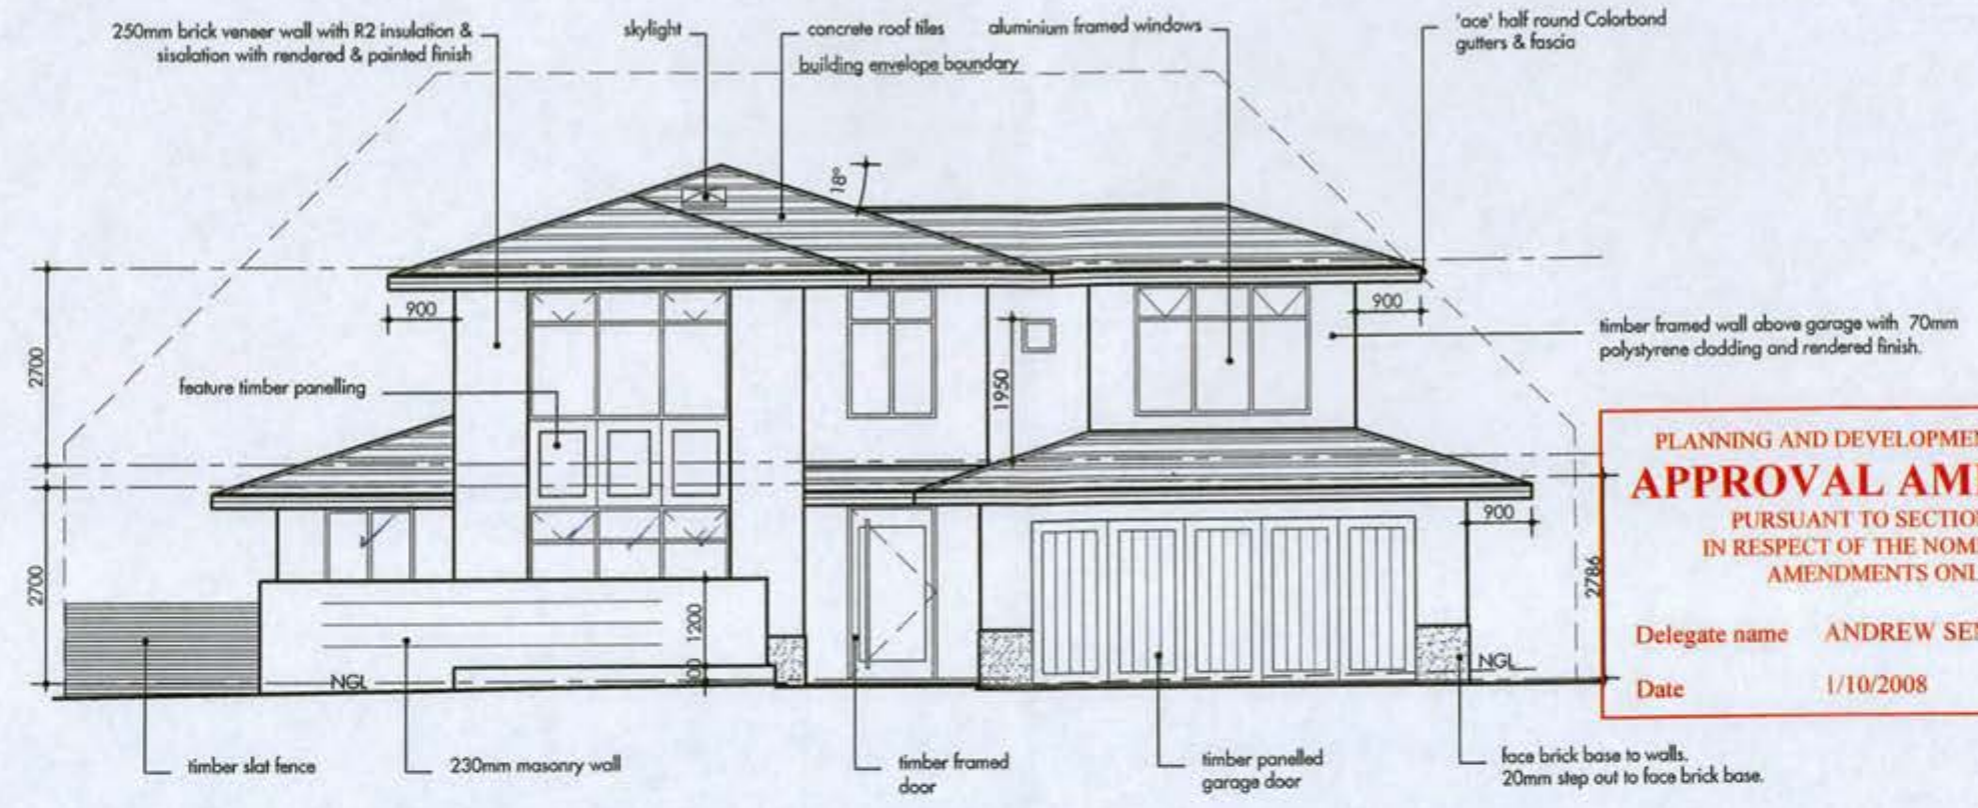 250mm brick veneer wall with R2 insulation &
sisalation with rendered & painted finish
skylight
concrete roof tiles
aluminium framed windows
'ace' half round Colorbond
gutters & fascia
building envelope boundary
18°
900
900
2700
1950
timber framed wall above garage with 70mm
polystyrene cladding and rendered finish.
feature timber panelling
900
2700
2786
1200
NGL
NGL
timber slat fence
230mm masonry wall
timber framed
door
timber panelled
garage door
face brick base to walls.
20mm step out to face brick base.
PLANNING AND DEVELOPMEN
APPROVAL AM
PURSUANT TO SECTIO
IN RESPECT OF THE NOM
AMENDMENTS ONL
Delegate name ANDREW SE
Date 1/10/2008